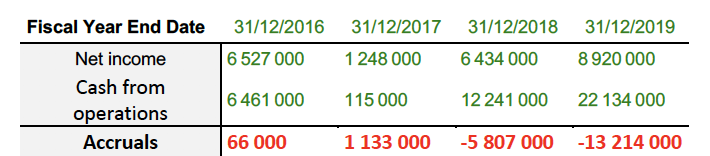 Fiscal Year End Date 31/12/2016 31/12/2017 31/12/2018 31/12/2019
Net income 6 527 000 1 248 000 6 434 000 8 920 000
Cash from
operations 6 461 000 115 000 12 241 000 22 134 000
Accruals 66 000 1 133 000 -5 807 000 -13 214 000